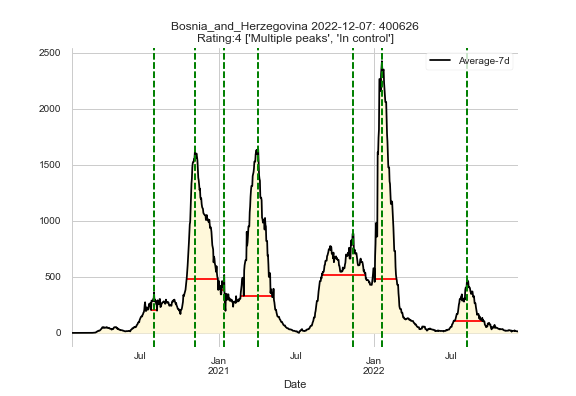 Bosnia_and_Herzegovina 2022-12-07: 400626
Rating:4 ['Multiple peaks', 'In control']
Average-7d
2500
2000
1500
1000
500
0
Jul
Jan
2021
Jul
Jan
2022
Jul
Date